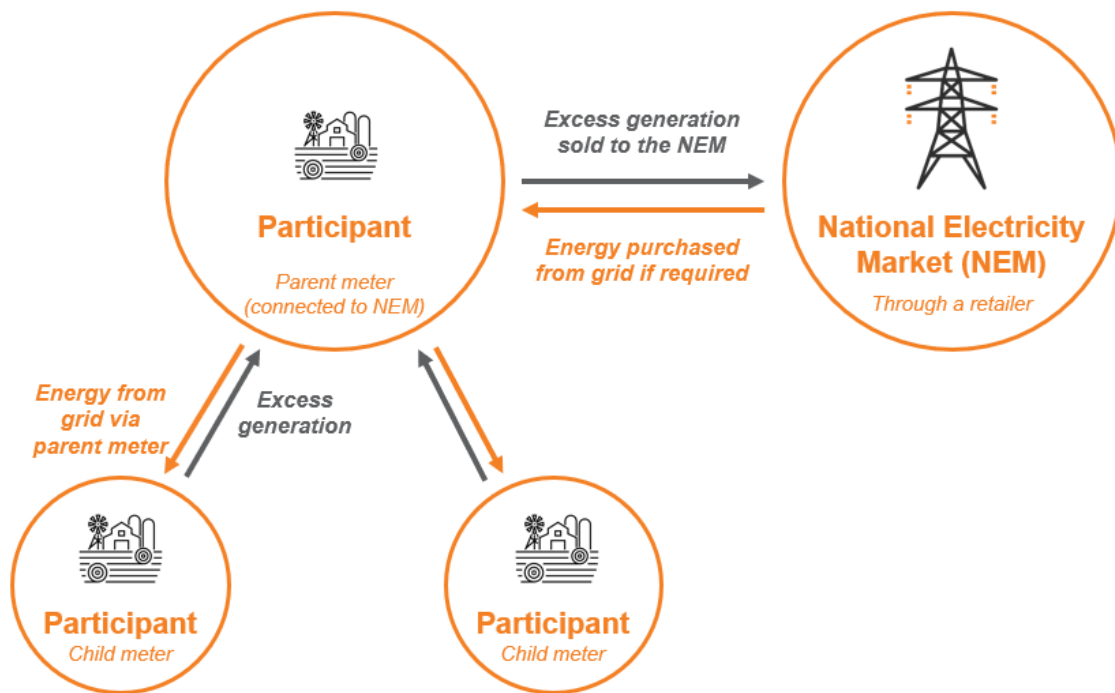 Excess generation
sold to the NEM
Participant
Parent meter
(connected to NEM)
Energy purchased
from grid if required
National Electricity
Market (NEM)
Through a retailer
Energy from
grid via
parent meter
Excess
generation
Participant
Child meter
Participant
Child meter